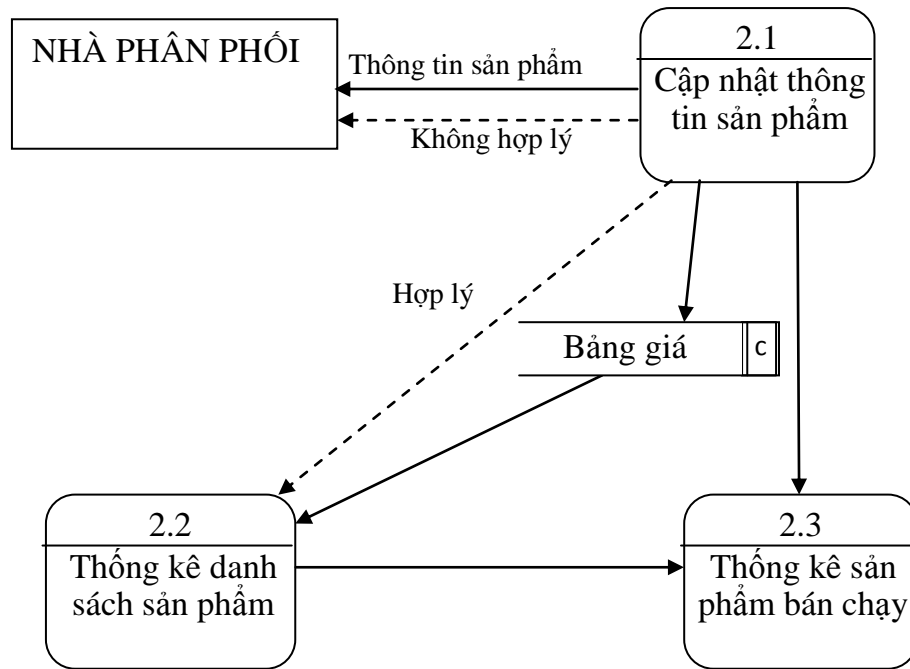 NHÀ PHÂN PHỐI
Thông tin sản phẩm
Không hợp lý
2.1
Cập nhật thông
tin sản phẩm
Hợp lý
Bảng giá
c
2.2
Thống kê danh
sách sản phẩm
2.3
Thống kê sản
phẩm bán chạy